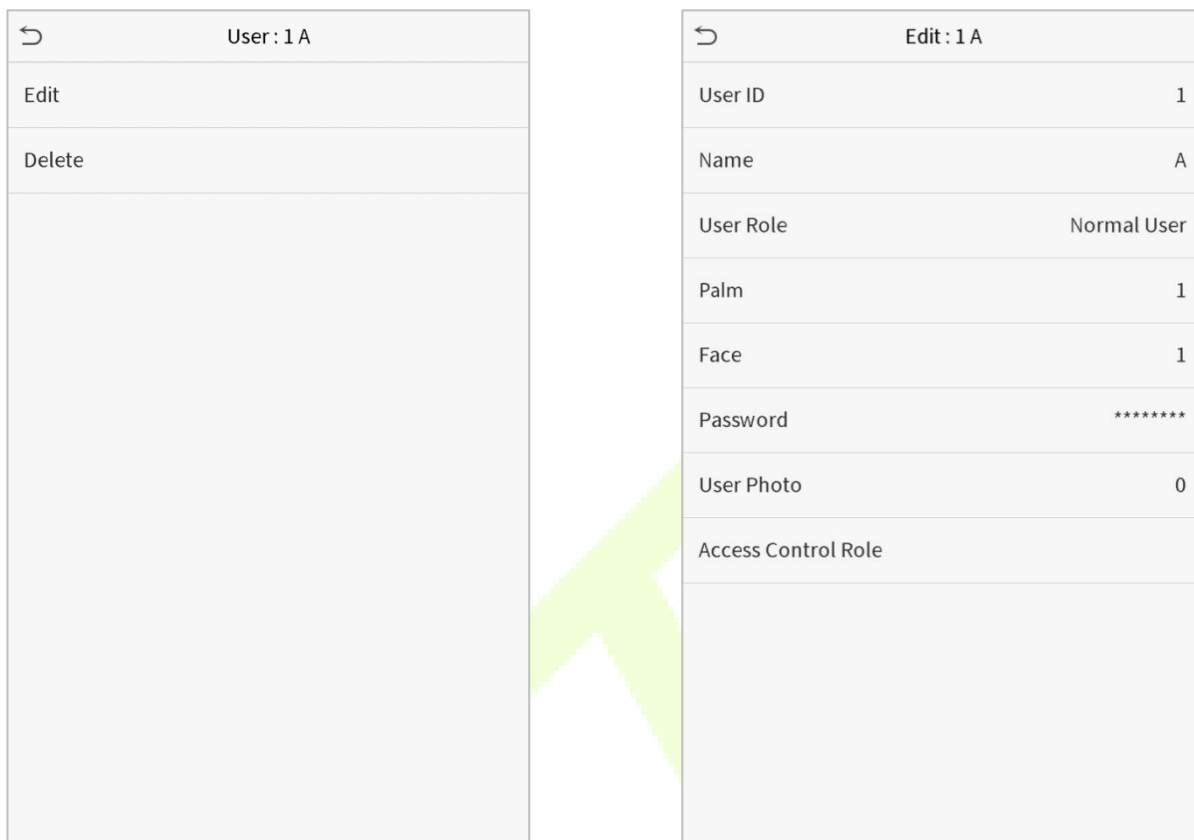 User : 1 A
Edit
Delete
Edit : 1 A
User ID 1
Name A
User Role Normal User
Palm 1
Face 1
Password ********
User Photo 0
Access Control Role